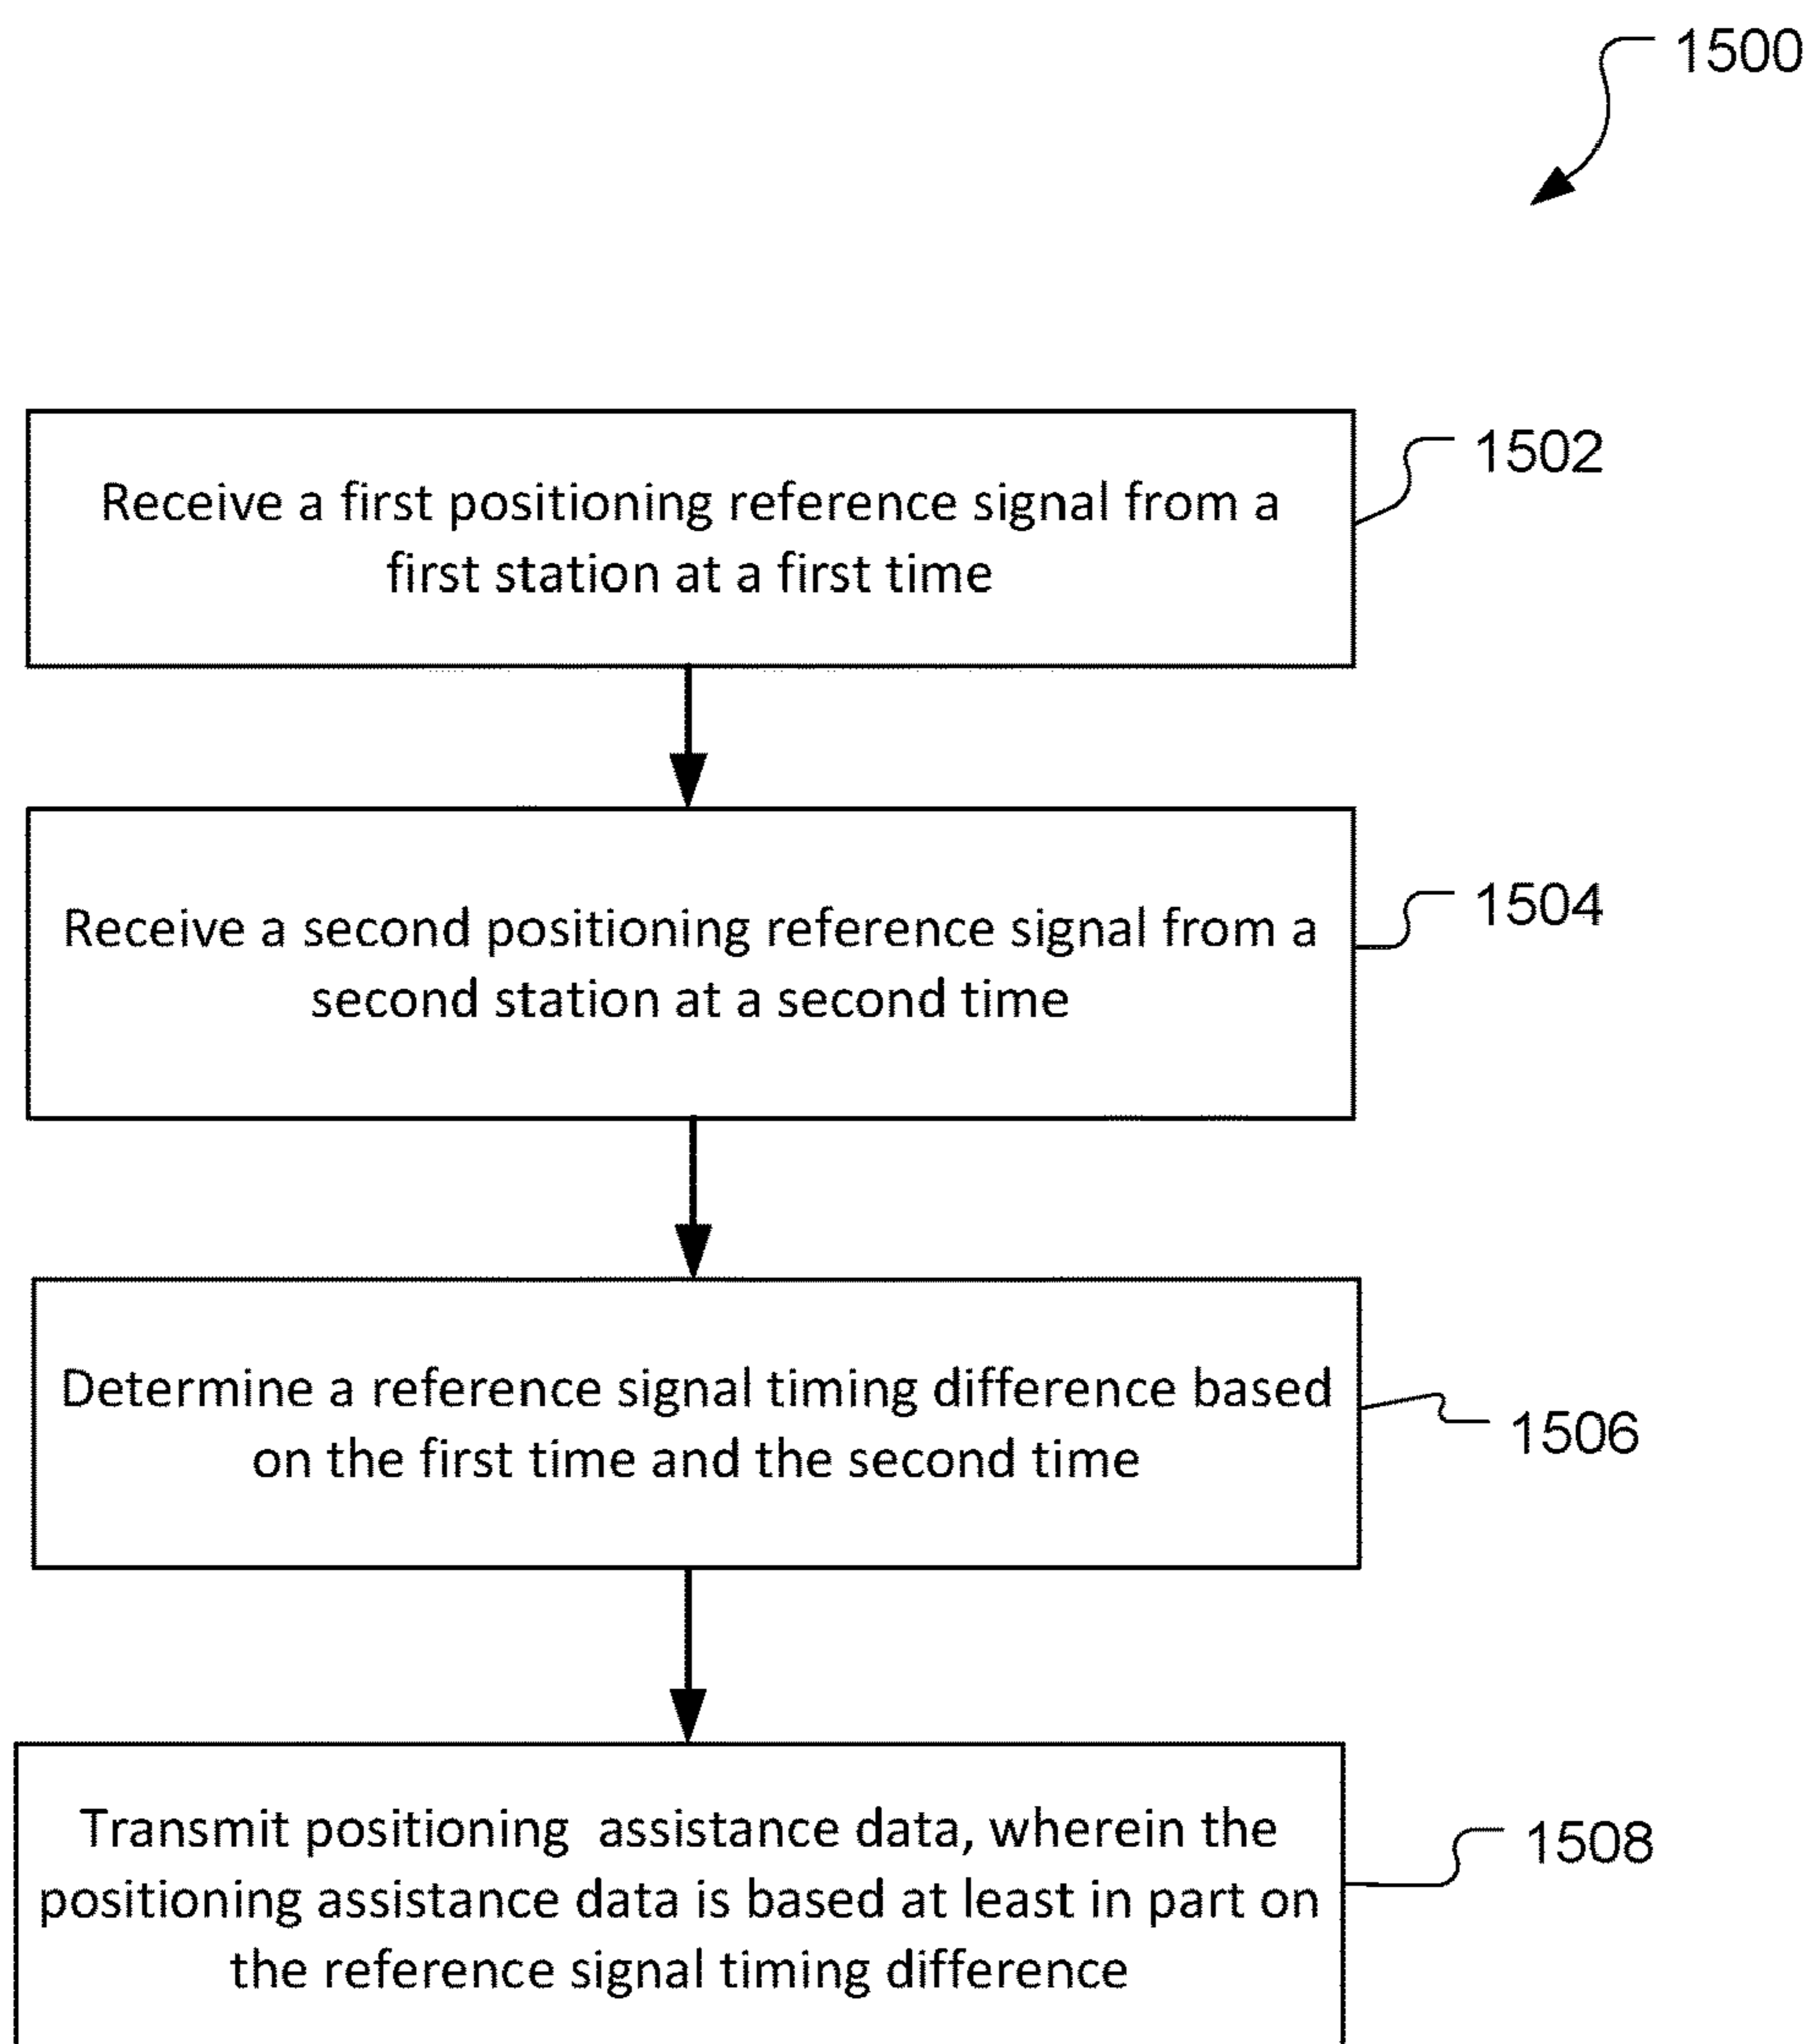 1500
Receive a first positioning reference signal from a
first station at a first time
1502
Receive a second positioning reference signal from a
second station at a second time
1504
Determine a reference signal timing difference based
on the first time and the second time
1506
Transmit positioning  assistance data, wherein the
positioning assistance data is based at least in part on
the reference signal timing difference
1508